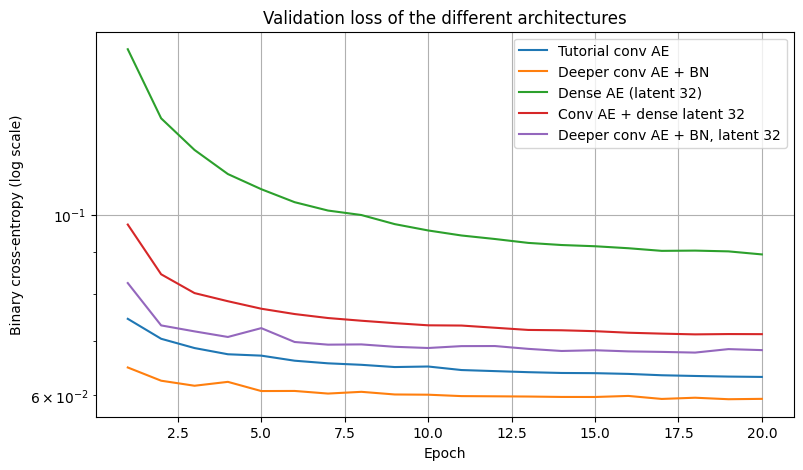 Validation loss of the different architectures
Tutorial conv AE
Deeper conv AE + BN
Dense AE (latent 32)
Conv AE + dense latent 32
Deeper conv AE + BN, latent 32
Binary cross-entropy (log scale)
10⁻¹
6 × 10⁻²
2.5 5.0 7.5 10.0 12.5 15.0 17.5 20.0
Epoch